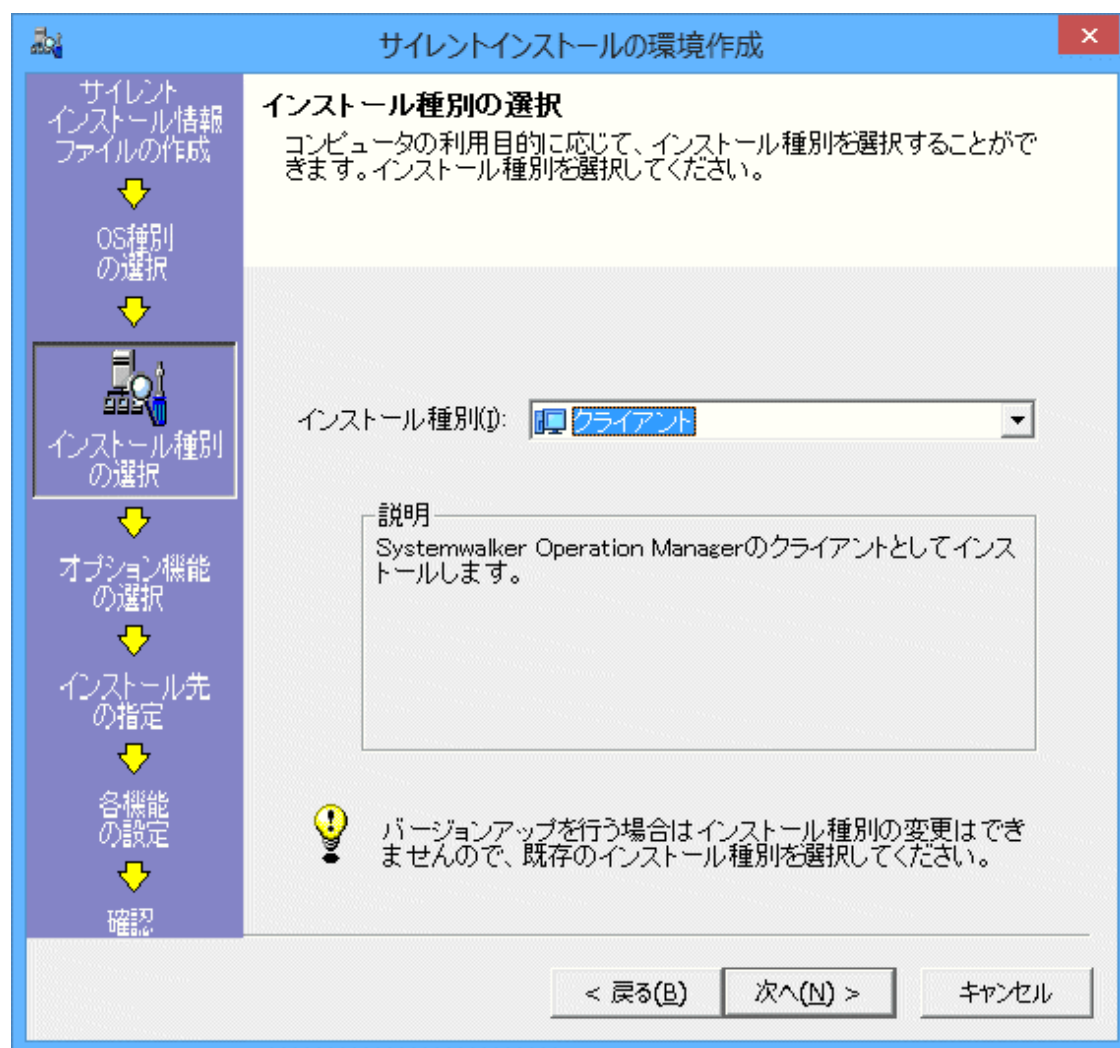 サイレントインストールの環境作成
サイレント
インストール情報
ファイルの作成
OS種別
の選択
インストール種別
の選択
オプション機能
の選択
インストール先
の指定
各機能
の設定
確認
インストール種別の選択
コンピュータの利用目的に応じて、インストール種別を選択することがで
きます。インストール種別を選択してください。
インストール種別(I): クライアント
説明
Systemwalker Operation Managerのクライアントとしてインス
トールします。
バージョンアップを行う場合はインストール種別の変更はでき
ませんので、既存のインストール種別を選択してください。
< 戻る(B) 次へ(N) > キャンセル